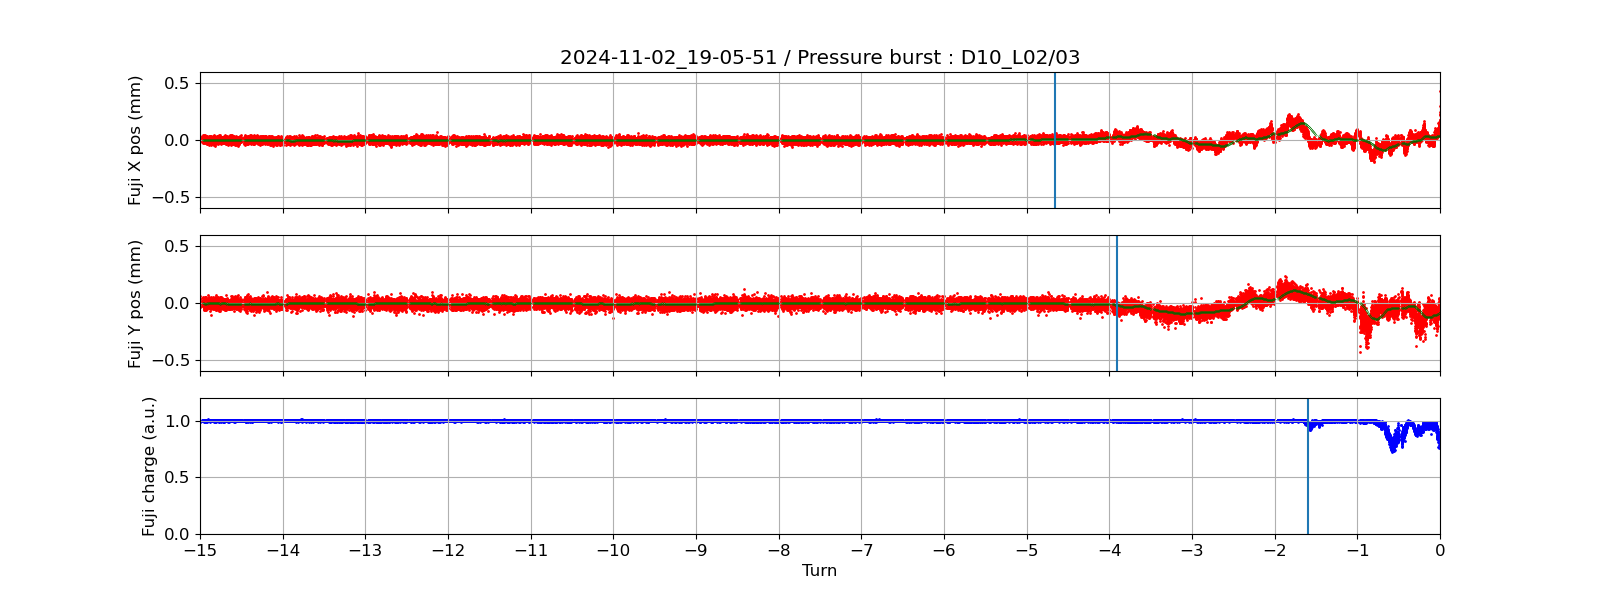 2024-11-02_19-05-51 / Pressure burst : D10_L02/03
Fuji X pos (mm)
0.5
0.0
−0.5
Fuji Y pos (mm)
0.5
0.0
−0.5
Fuji charge (a.u.)
1.0
0.5
0.0
−15 −14 −13 −12 −11 −10 −9 −8 −7 −6 −5 −4 −3 −2 −1 0
Turn